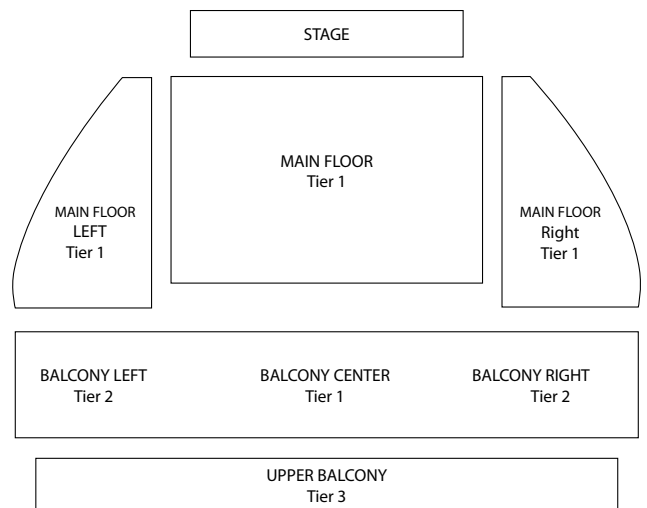 STAGE
MAIN FLOOR
Tier 1
MAIN FLOOR
LEFT
Tier 1
MAIN FLOOR
Right
Tier 1
BALCONY LEFT
Tier 2
BALCONY CENTER
Tier 1
BALCONY RIGHT
Tier 2
UPPER BALCONY
Tier 3